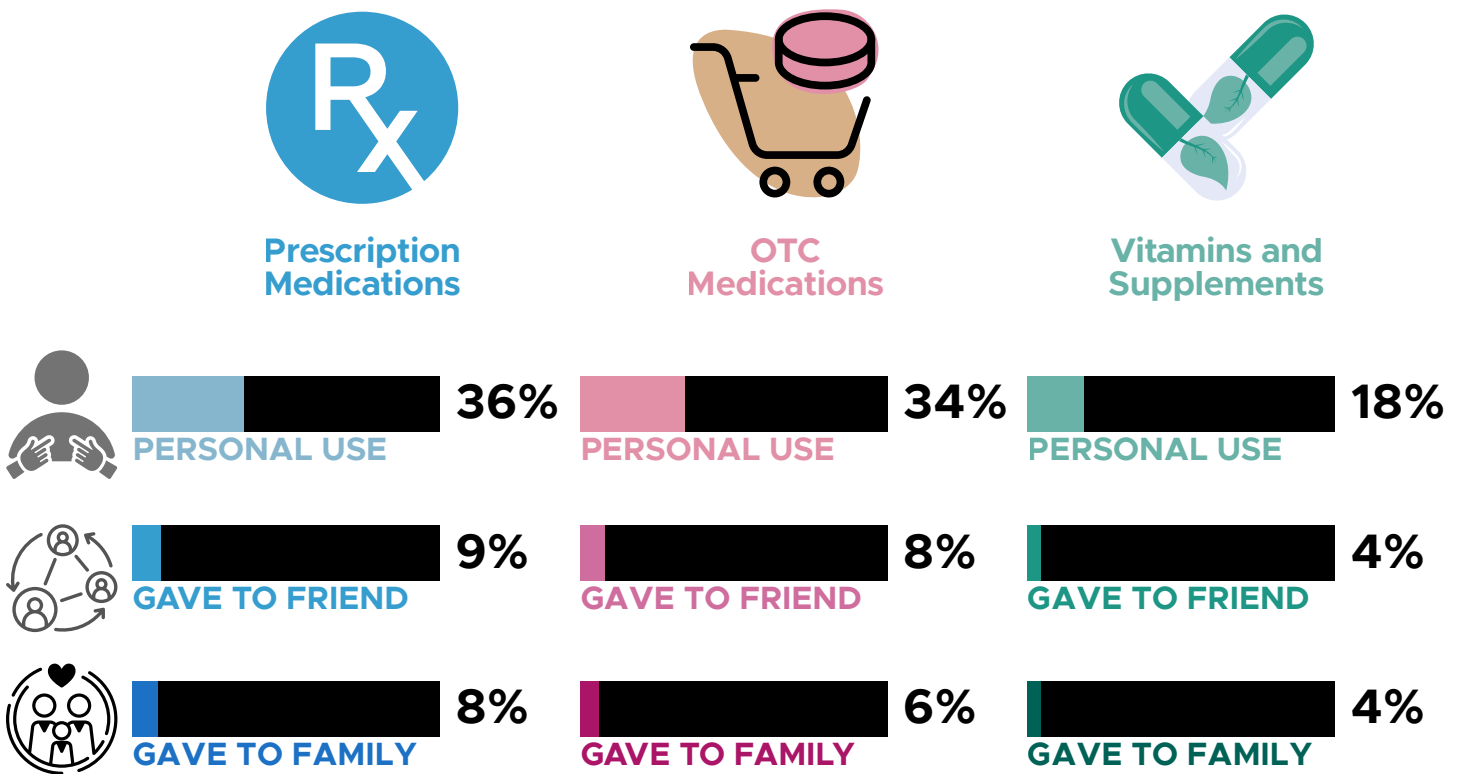 Rx
Prescription
Medications
OTC
Medications
Vitamins and
Supplements
36%
PERSONAL USE
34%
PERSONAL USE
18%
PERSONAL USE
9%
GAVE TO FRIEND
8%
GAVE TO FRIEND
4%
GAVE TO FRIEND
8%
GAVE TO FAMILY
6%
GAVE TO FAMILY
4%
GAVE TO FAMILY